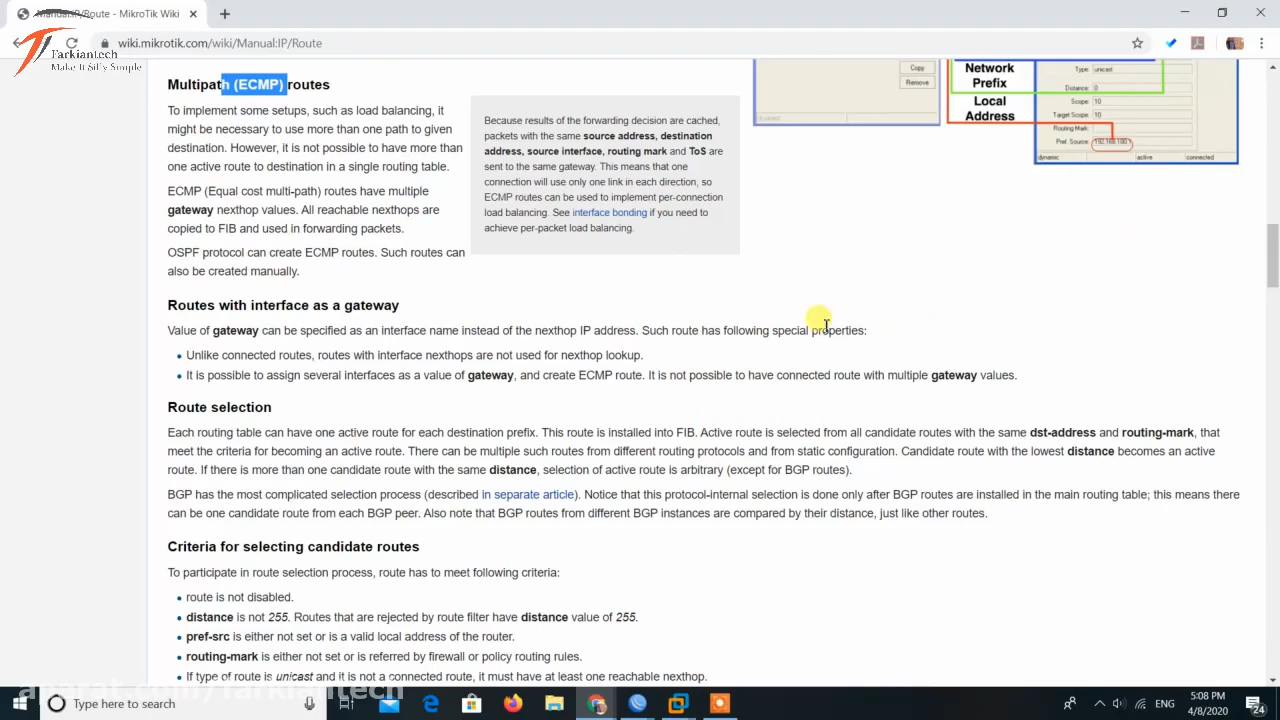 Manual:IP/Route - MikroTik Wiki
wiki.mikrotik.com/wiki/Manual:IP/Route
Tarkiantech
Make It Silly Simple
Multipath (ECMP) routes
To implement some setups, such as load balancing, it
might be necessary to use more than one path to given
destination. However, it is not possible to have more than
one active route to destination in a single routing table.
ECMP (Equal cost multi-path) routes have multiple
gateway nexthop values. All reachable nexthops are
copied to FIB and used in forwarding packets.
OSPF protocol can create ECMP routes. Such routes can
also be created manually.
Because results of the forwarding decision are cached,
packets with the same source address, destination
address, source interface, routing mark and ToS are
sent to the same gateway. This means that one
connection will use only one link in each direction, so
ECMP routes can be used to implement per-connection
load balancing. See interface bonding if you need to
achieve per-packet load balancing.
Copy
Remove
Network
Prefix
Local
Address
Type: unicast
Distance: 0
Scope: 10
Target Scope: 10
Routing Mark:
Pref. Source: 192.168.100.1
dynamic
active
connected
Routes with interface as a gateway
Value of gateway can be specified as an interface name instead of the nexthop IP address. Such route has following special properties:
• Unlike connected routes, routes with interface nexthops are not used for nexthop lookup.
• It is possible to assign several interfaces as a value of gateway, and create ECMP route. It is not possible to have connected route with multiple gateway values.
Route selection
Each routing table can have one active route for each destination prefix. This route is installed into FIB. Active route is selected from all candidate routes with the same dst-address and routing-mark, that
meet the criteria for becoming an active route. There can be multiple such routes from different routing protocols and from static configuration. Candidate route with the lowest distance becomes an active
route. If there is more than one candidate route with the same distance, selection of active route is arbitrary (except for BGP routes).
BGP has the most complicated selection process (described in separate article). Notice that this protocol-internal selection is done only after BGP routes are installed in the main routing table; this means there
can be one candidate route from each BGP peer. Also note that BGP routes from different BGP instances are compared by their distance, just like other routes.
Criteria for selecting candidate routes
To participate in route selection process, route has to meet following criteria:
• route is not disabled.
• distance is not 255. Routes that are rejected by route filter have distance value of 255.
• pref-src is either not set or is a valid local address of the router.
• routing-mark is either not set or is referred by firewall or policy routing rules.
• If type of route is unicast and it is not a connected route, it must have at least one reachable nexthop.
aparat.com/tarkiantech
Type here to search
ENG
5:08 PM
4/8/2020
24